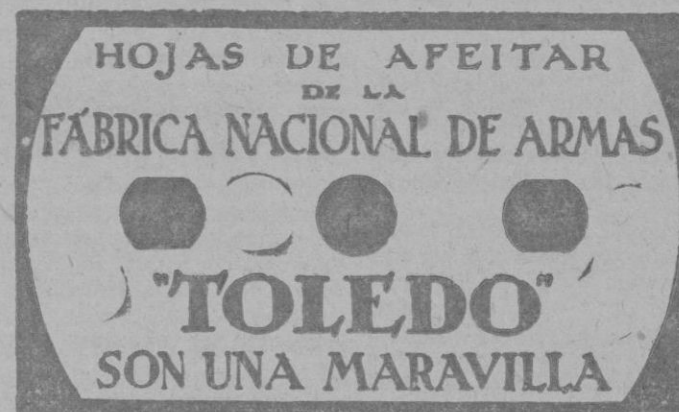 HOJAS DE AFEITAR
DE LA
FÁBRICA NACIONAL DE ARMAS
"TOLEDO"
SON UNA MARAVILLA